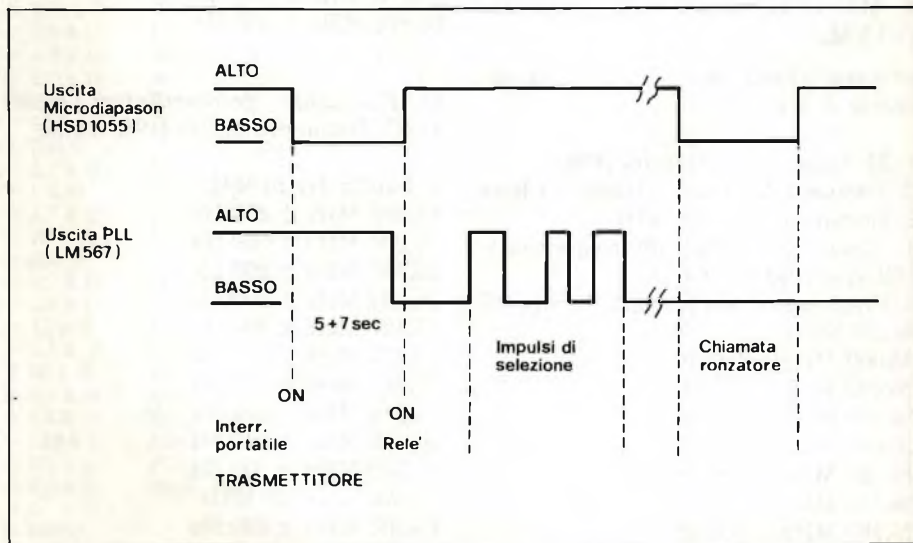 ALTO
Uscita
Microdiapason
(HSD1055)
BASSO
ALTO
Uscita PLL
(LM567)
BASSO
5+7sec
Impulsi di
selezione
Chiamata
ronzatore
ON
ON
Interr.
portatile
Rele'
TRASMETTITORE